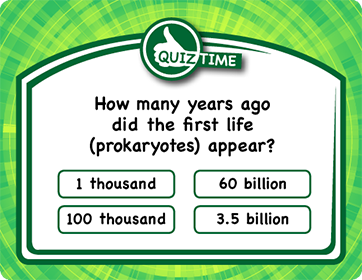 QUIZ TIME
How many years ago
did the first life
(prokaryotes) appear?
1 thousand
60 billion
100 thousand
3.5 billion